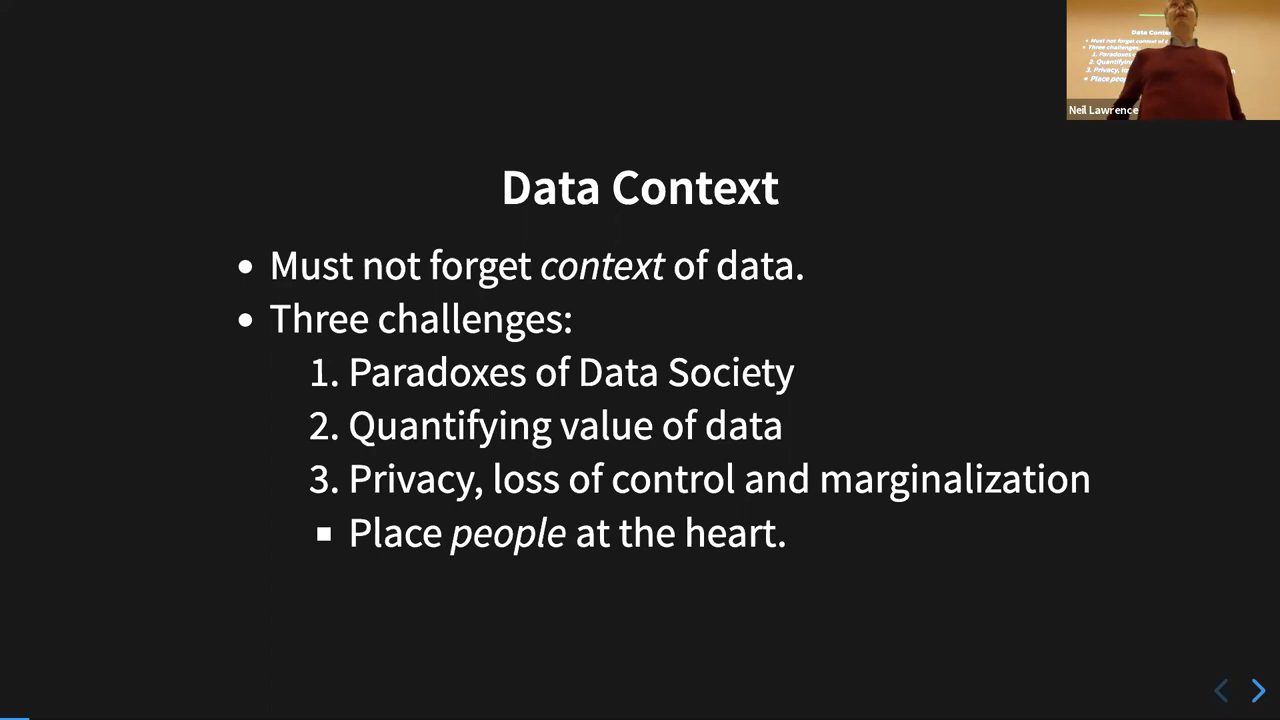 Data Context
• Must not forget context of data.
• Three challenges:
1. Paradoxes of Data Society
2. Quantifying value of data
3. Privacy, loss of control and marginalization
▪ Place people at the heart.
Neil Lawrence